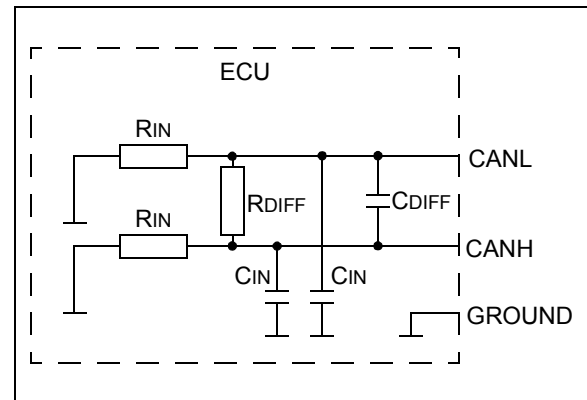 ECU
RIN
CANL
RDIFF
CDIFF
RIN
CANH
CIN
CIN
GROUND